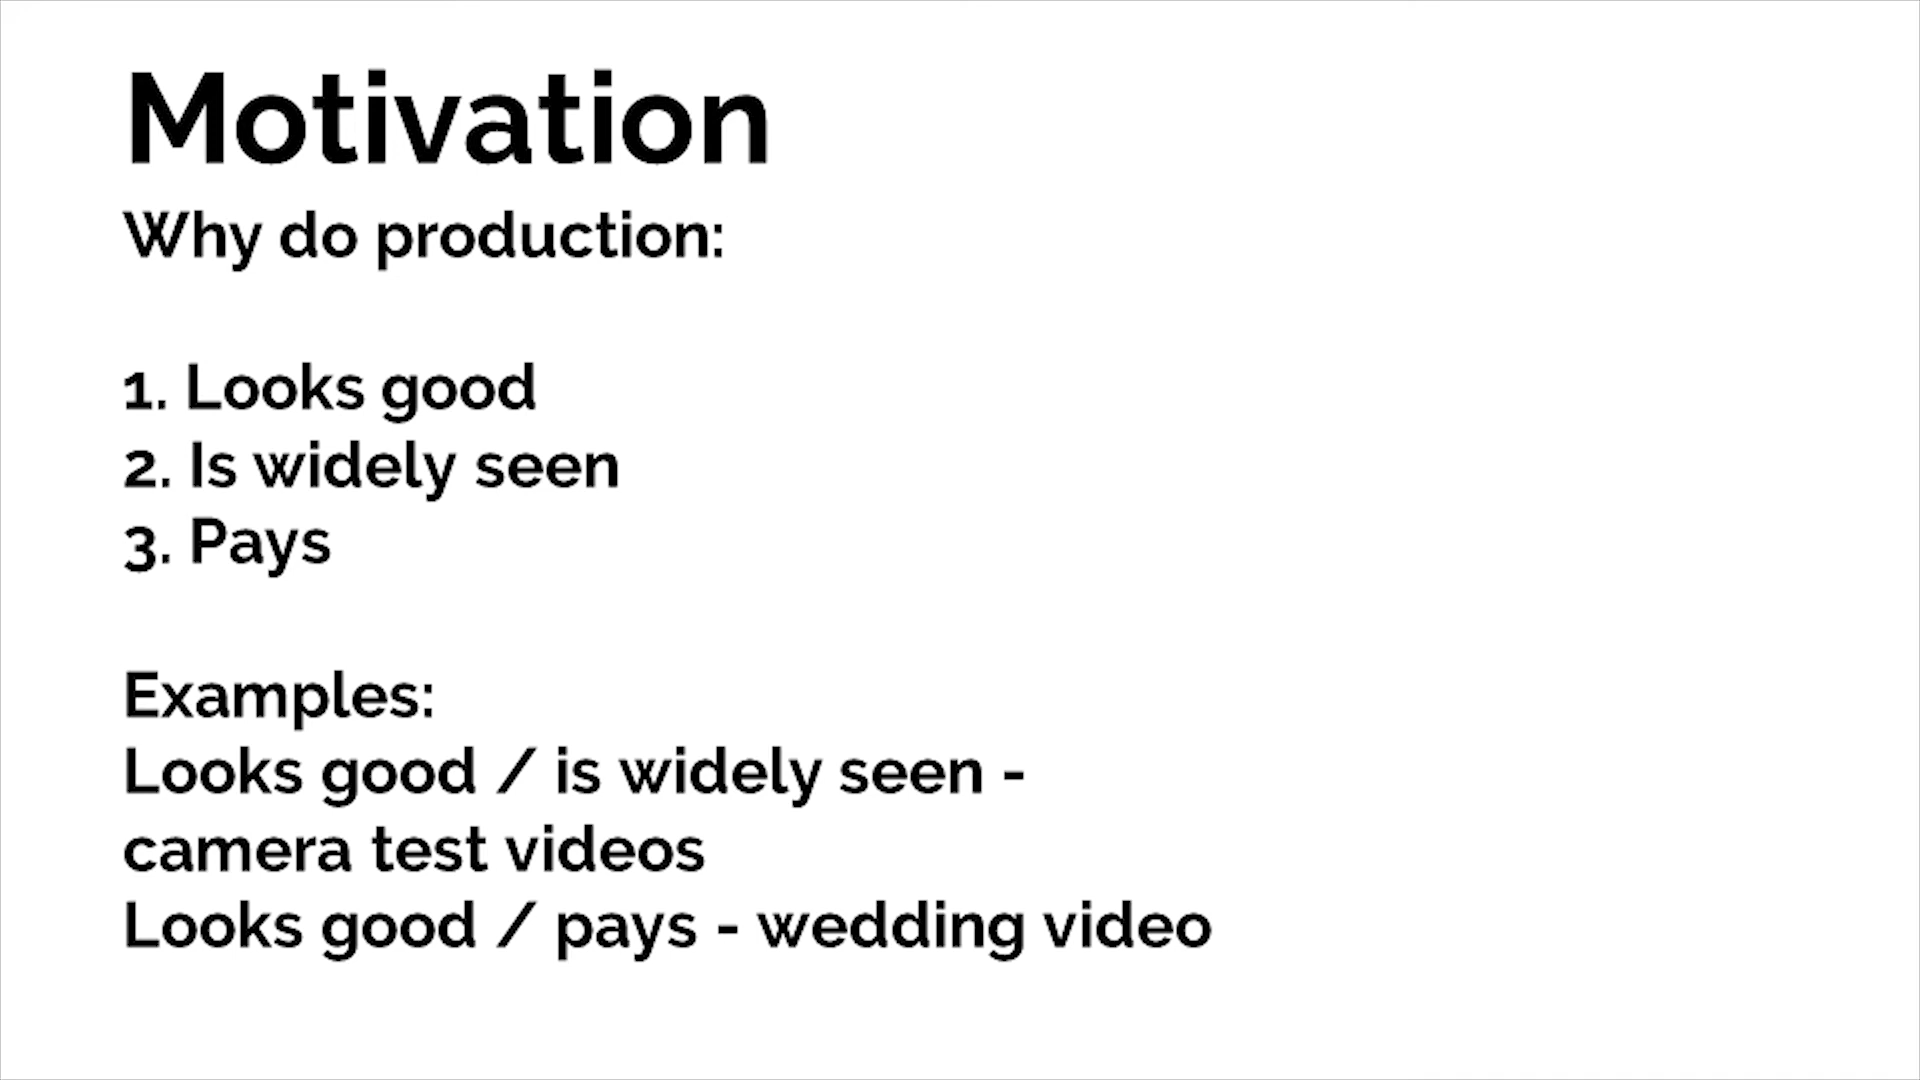 Motivation
Why do production:
1. Looks good
2. Is widely seen
3. Pays
Examples:
Looks good / is widely seen -
camera test videos
Looks good / pays - wedding video